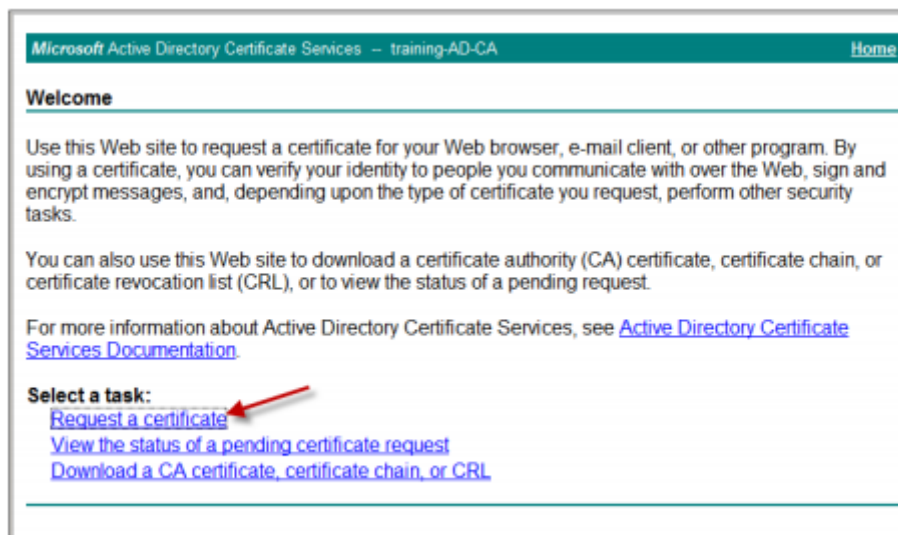 Microsoft Active Directory Certificate Services -- training-AD-CA Home
Welcome
Use this Web site to request a certificate for your Web browser, e-mail client, or other program. By
using a certificate, you can verify your identity to people you communicate with over the Web, sign and
encrypt messages, and, depending upon the type of certificate you request, perform other security
tasks.
You can also use this Web site to download a certificate authority (CA) certificate, certificate chain, or
certificate revocation list (CRL), or to view the status of a pending request.
For more information about Active Directory Certificate Services, see Active Directory Certificate
Services Documentation.
Select a task:
Request a certificate
View the status of a pending certificate request
Download a CA certificate, certificate chain, or CRL